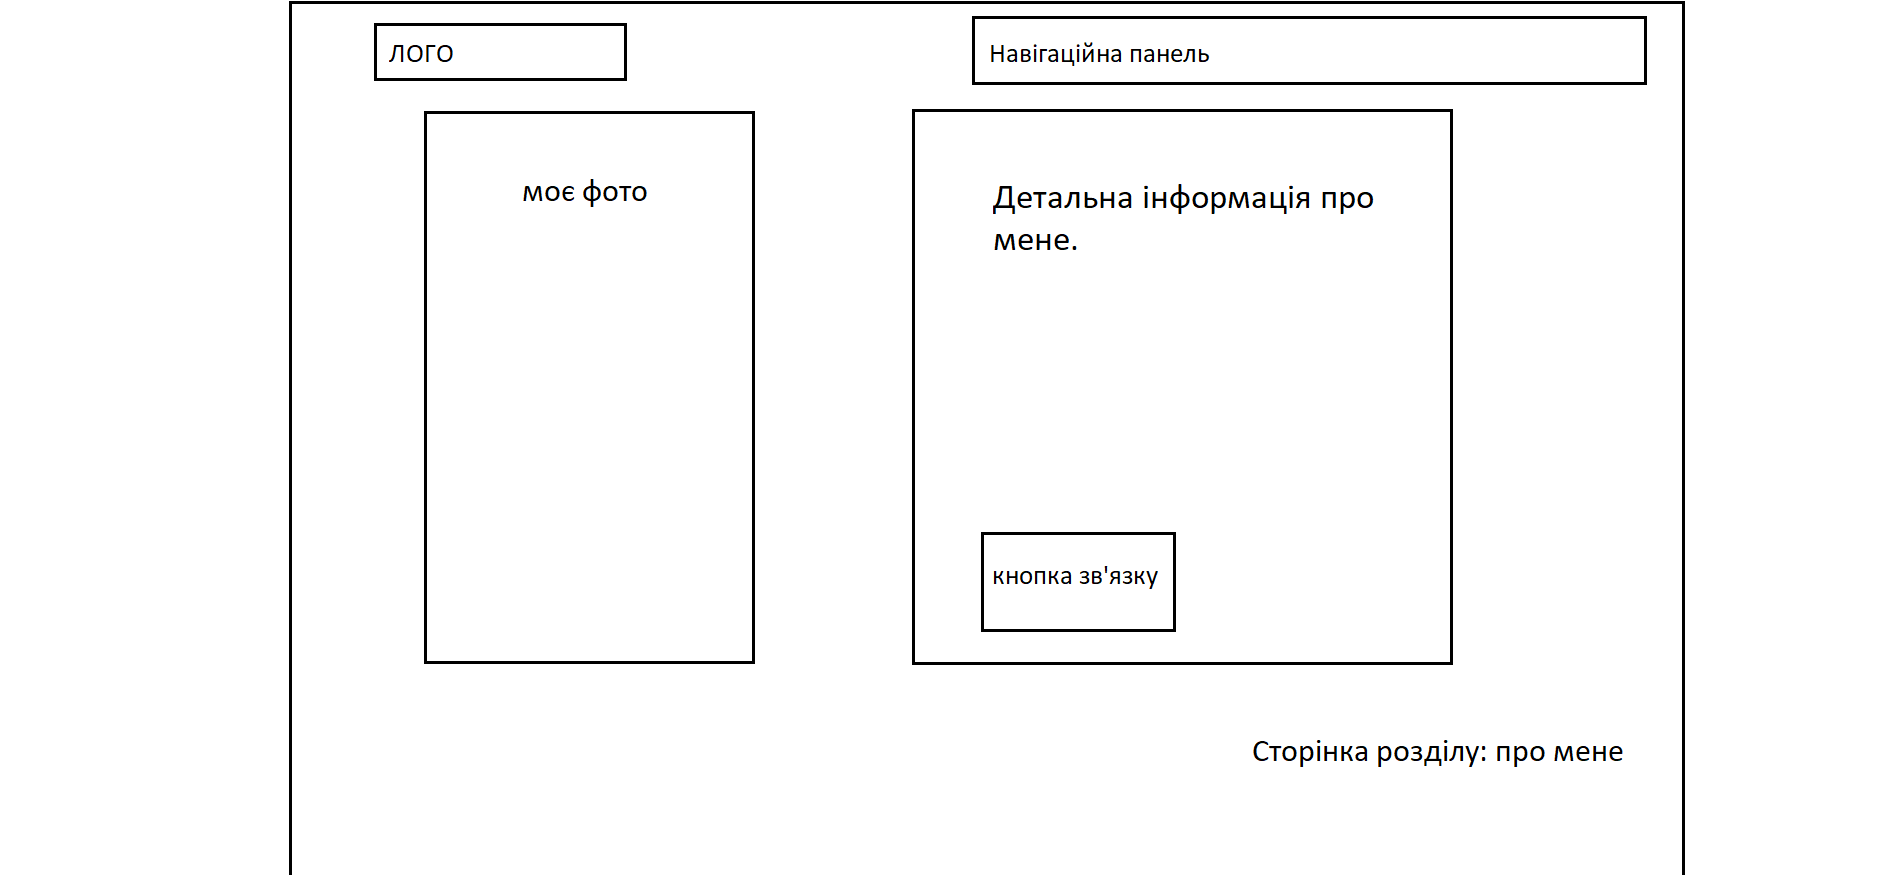 ЛОГО
Навігаційна панель
моє фото
Детальна інформація про
мене.
кнопка зв'язку
Сторінка розділу: про мене